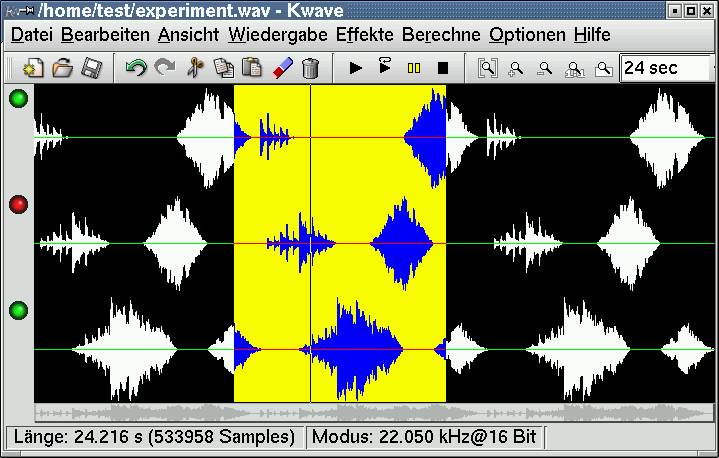 /home/test/experiment.wav - Kwave
Datei Bearbeiten Ansicht Wiedergabe Effekte Berechne Optionen Hilfe
24 sec
Länge: 24.216 s (533958 Samples) Modus: 22.050 kHz@16 Bit